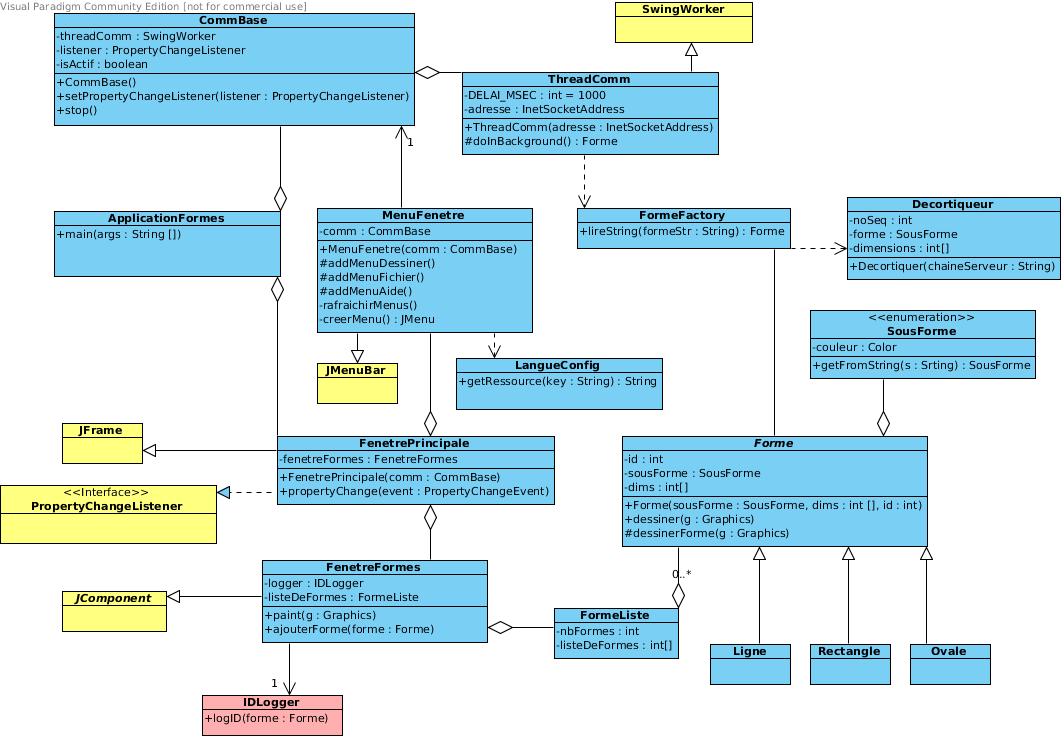 Visual Paradigm Community Edition [not for commercial use]
CommBase
-threadComm : SwingWorker
-listener : PropertyChangeListener
-isActif : boolean
+CommBase()
+setPropertyChangeListener(listener : PropertyChangeListener)
+stop()
SwingWorker
ThreadComm
-DELAI_MSEC : int = 1000
-adresse : InetSocketAddress
+ThreadComm(adresse : InetSocketAddress)
#doInBackground() : Forme
1
ApplicationFormes
+main(args : String [])
MenuFenetre
-comm : CommBase
+MenuFenetre(comm : CommBase)
#addMenuDessiner()
#addMenuFichier()
#addMenuAide()
-rafraichirMenus()
-creerMenu() : JMenu
FormeFactory
+lireString(formeStr : String) : Forme
Decortiqueur
-noSeq : int
-forme : SousForme
-dimensions : int[]
+Decortiquer(chaineServeur : String)
<<enumeration>>
SousForme
-couleur : Color
+getFromString(s : Srting) : SousForme
JMenuBar
LangueConfig
+getRessource(key : String) : String
JFrame
<<Interface>>
PropertyChangeListener
FenetrePrincipale
-fenetreFormes : FenetreFormes
+FenetrePrincipale(comm : CommBase)
+propertyChange(event : PropertyChangeEvent)
Forme
-id : int
-sousForme : SousForme
-dims : int[]
+Forme(sousForme : SousForme, dims : int [], id : int)
+dessiner(g : Graphics)
#dessinerForme(g : Graphics)
0..*
JComponent
FenetreFormes
-logger : IDLogger
-listeDeFormes : FormeListe
+paint(g : Graphics)
+ajouterForme(forme : Forme)
FormeListe
-nbFormes : int
-listeDeFormes : int[]
Ligne
Rectangle
Ovale
1
IDLogger
+logID(forme : Forme)